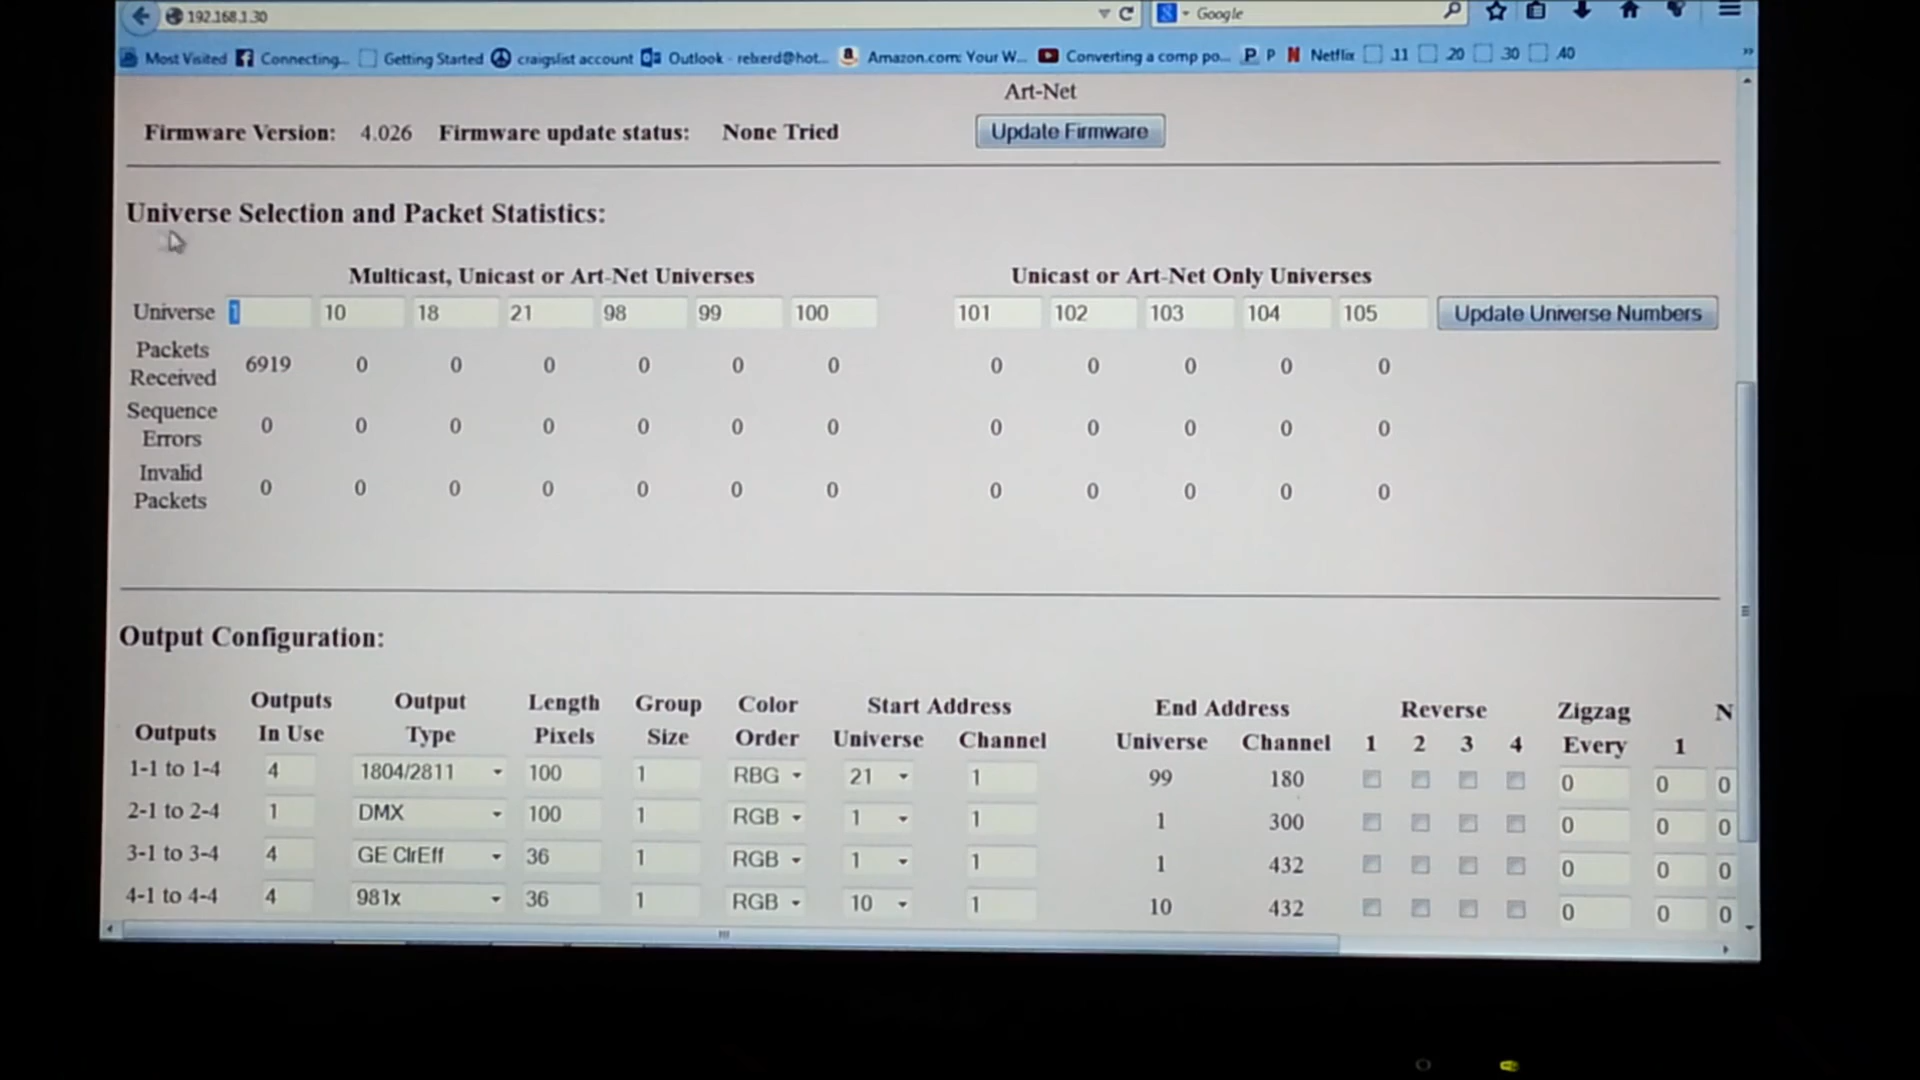 192.168.1.30 Google
Most Visited Connecting... Getting Started craigslist account Outlook - relxerd@hot... Amazon.com: Your W... Converting a comp po... P P N Netflix .11 .20 .30 .40 »
Art-Net
Firmware Version: 4.026 Firmware update status: None Tried Update Firmware
Universe Selection and Packet Statistics:
Multicast, Unicast or Art-Net Universes Unicast or Art-Net Only Universes
Universe 1 10 18 21 98 99 100 101 102 103 104 105 Update Universe Numbers
Packets
Received 6919 0 0 0 0 0 0 0 0 0 0 0
Sequence
Errors 0 0 0 0 0 0 0 0 0 0 0 0
Invalid
Packets 0 0 0 0 0 0 0 0 0 0 0 0
Output Configuration:
Outputs Output Length Group Color Start Address End Address Reverse Zigzag N
Outputs In Use Type Pixels Size Order Universe Channel Universe Channel 1 2 3 4 Every 1
1-1 to 1-4 4 1804/2811 100 1 RBG 21 1 99 180 0 0 0
2-1 to 2-4 1 DMX 100 1 RGB 1 1 1 300 0 0 0
3-1 to 3-4 4 GE ClrEff 36 1 RGB 1 1 1 432 0 0 0
4-1 to 4-4 4 981x 36 1 RGB 10 1 10 432 0 0 0